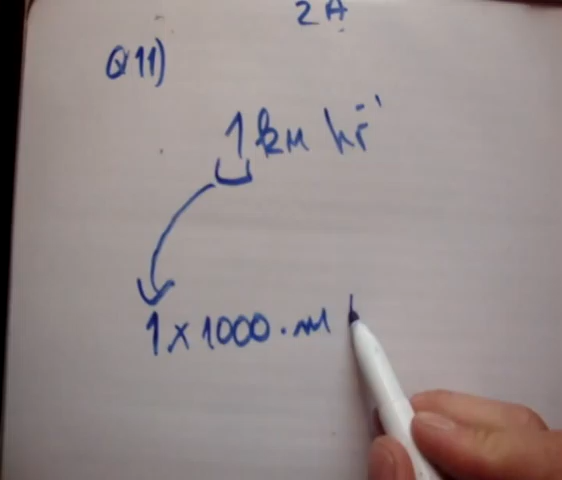 2A
Q11)
1 km hr⁻¹
1 x 1000 . m